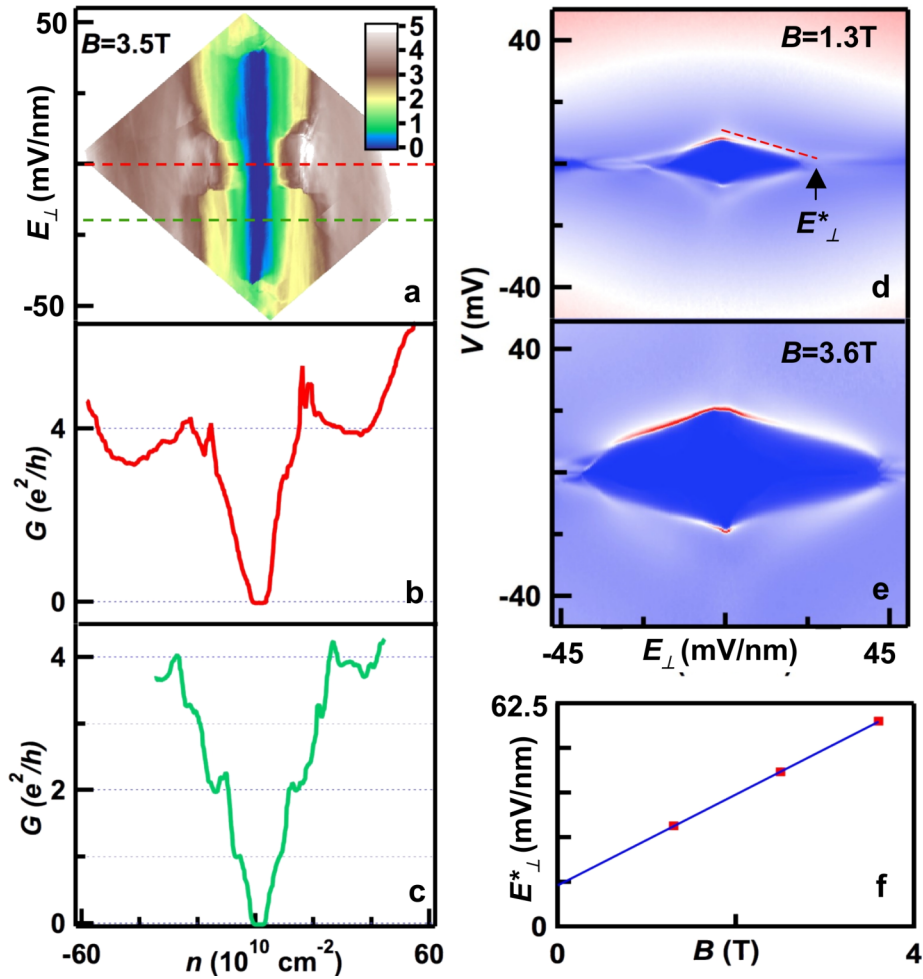 50
B=3.5T
5
4
3
2
1
0
E⊥ (mV/nm)
-50
a
4
G (e²/h)
0
b
4
2
G (e²/h)
0
c
-60
n (10¹⁰ cm⁻²)
60
40
B=1.3T
E*⊥
-40
d
V (mV)
40
B=3.6T
-40
e
-45
E⊥ (mV/nm)
45
62.5
E*⊥ (mV/nm)
0
f
0
B (T)
4